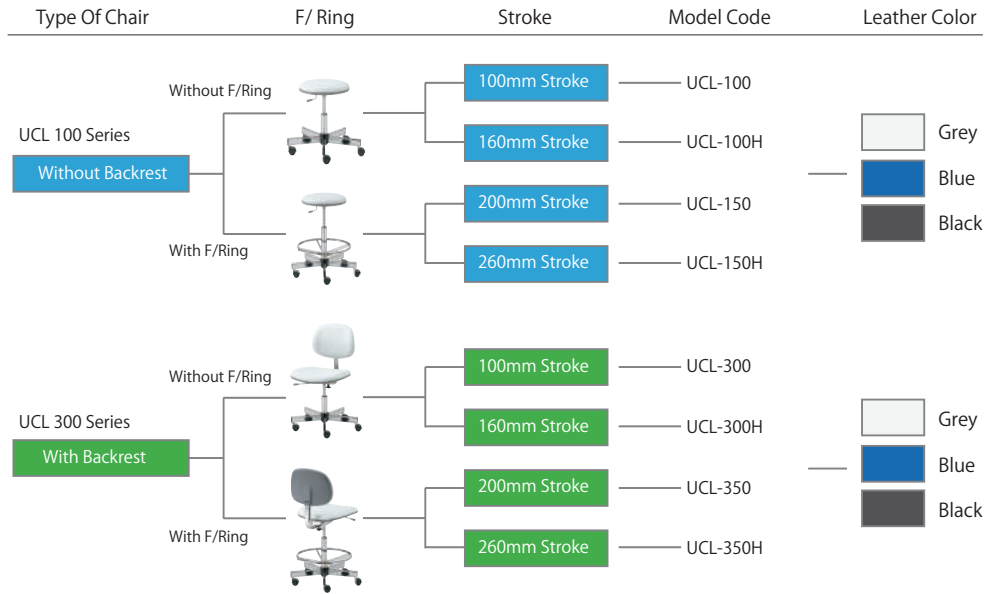 Type Of Chair F/ Ring Stroke Model Code Leather Color
Without F/Ring
100mm Stroke UCL-100
UCL 100 Series
160mm Stroke UCL-100H
Without Backrest
200mm Stroke UCL-150
With F/Ring
260mm Stroke UCL-150H
Grey
Blue
Black
Without F/Ring
100mm Stroke UCL-300
UCL 300 Series
160mm Stroke UCL-300H
With Backrest
200mm Stroke UCL-350
With F/Ring
260mm Stroke UCL-350H
Grey
Blue
Black